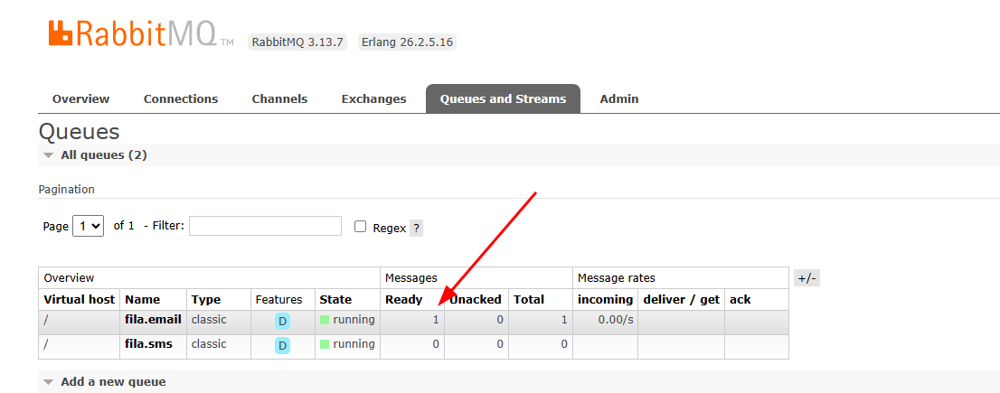 RabbitMQ TM RabbitMQ 3.13.7 Erlang 26.2.5.16
Overview Connections Channels Exchanges Queues and Streams Admin
Queues
All queues (2)
Pagination
Page 1 of 1 - Filter: Regex ?
Overview Messages Message rates +/-
Virtual host Name Type Features State Ready Unacked Total incoming deliver / get ack
/ fila.email classic D running 1 0 1 0.00/s
/ fila.sms classic D running 0 0 0
Add a new queue